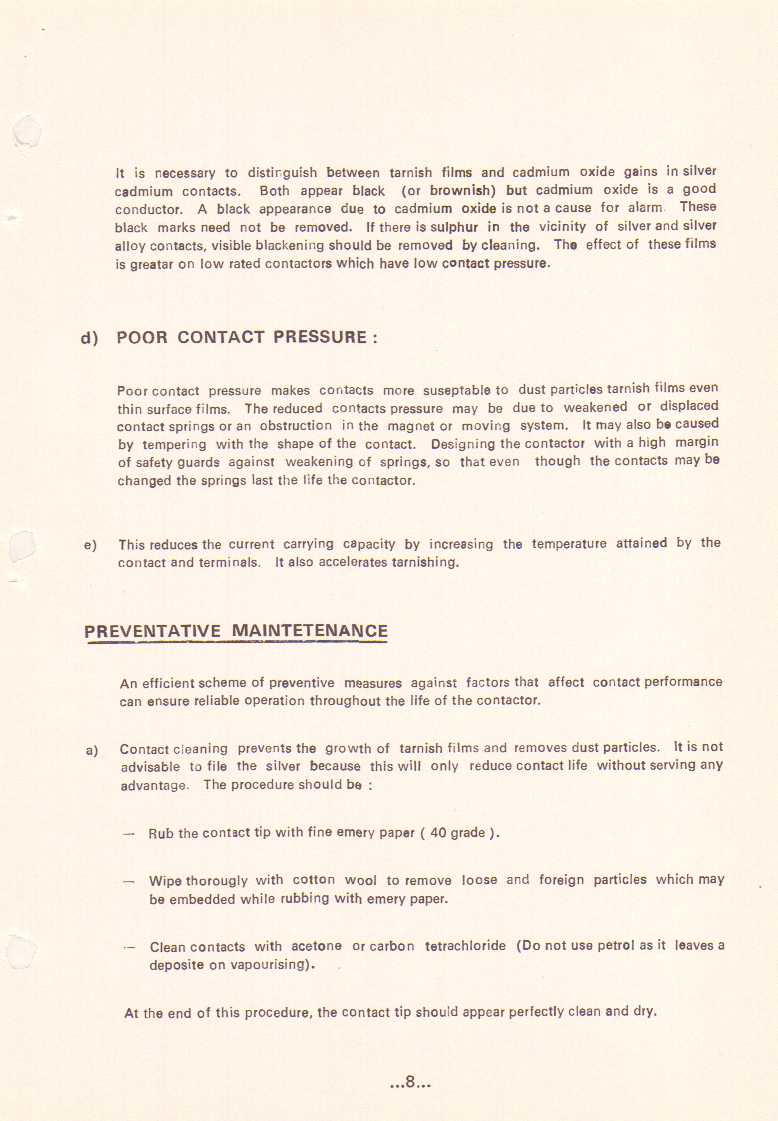 It is necessary to distinguish between tarnish films and cadmium oxide gains in silver
cadmium contacts. Both appear black (or brownish) but cadmium oxide is a good
conductor. A black appearance due to cadmium oxide is not a cause for alarm. These
black marks need not be removed. If there is sulphur in the vicinity of silver and silver
alloy contacts, visible blackening should be removed by cleaning. The effect of these films
is greatar on low rated contactors which have low contact pressure.
d) POOR CONTACT PRESSURE :
Poor contact pressure makes contacts more suseptable to dust particles tarnish films even
thin surface films. The reduced contacts pressure may be due to weakened or displaced
contact springs or an obstruction in the magnet or moving system. It may also be caused
by tempering with the shape of the contact. Designing the contactor with a high margin
of safety guards against weakening of springs, so that even though the contacts may be
changed the springs last the life the contactor.
e) This reduces the current carrying capacity by increasing the temperature attained by the
contact and terminals. It also accelerates tarnishing.
PREVENTATIVE MAINTETENANCE
An efficient scheme of preventive measures against factors that affect contact performance
can ensure reliable operation throughout the life of the contactor.
a) Contact cleaning prevents the growth of tarnish films and removes dust particles. It is not
advisable to file the silver because this will only reduce contact life without serving any
advantage. The procedure should be :
— Rub the contact tip with fine emery paper ( 40 grade ).
— Wipe thorougly with cotton wool to remove loose and foreign particles which may
be embedded while rubbing with emery paper.
— Clean contacts with acetone or carbon tetrachloride (Do not use petrol as it leaves a
deposite on vapourising).
At the end of this procedure, the contact tip should appear perfectly clean and dry.
...8...